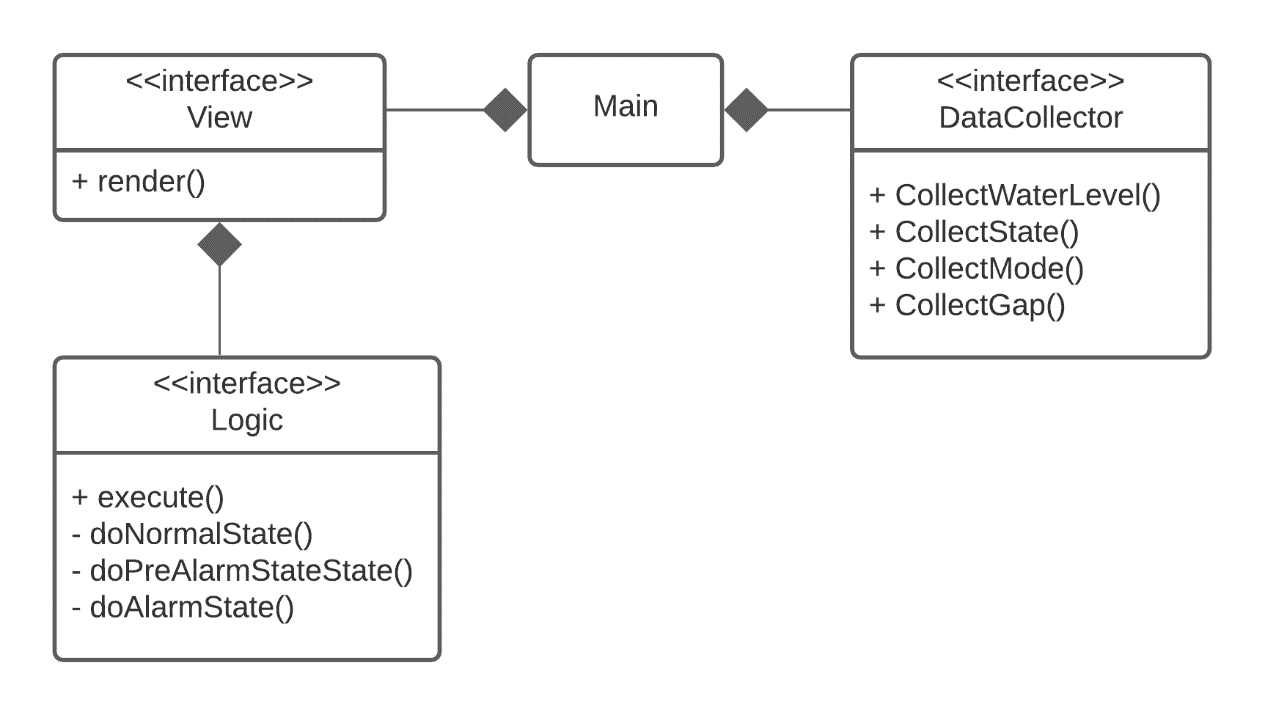 <<interface>>
View
+ render()
Main
<<interface>>
DataCollector
+ CollectWaterLevel()
+ CollectState()
+ CollectMode()
+ CollectGap()
<<interface>>
Logic
+ execute()
- doNormalState()
- doPreAlarmStateState()
- doAlarmState()